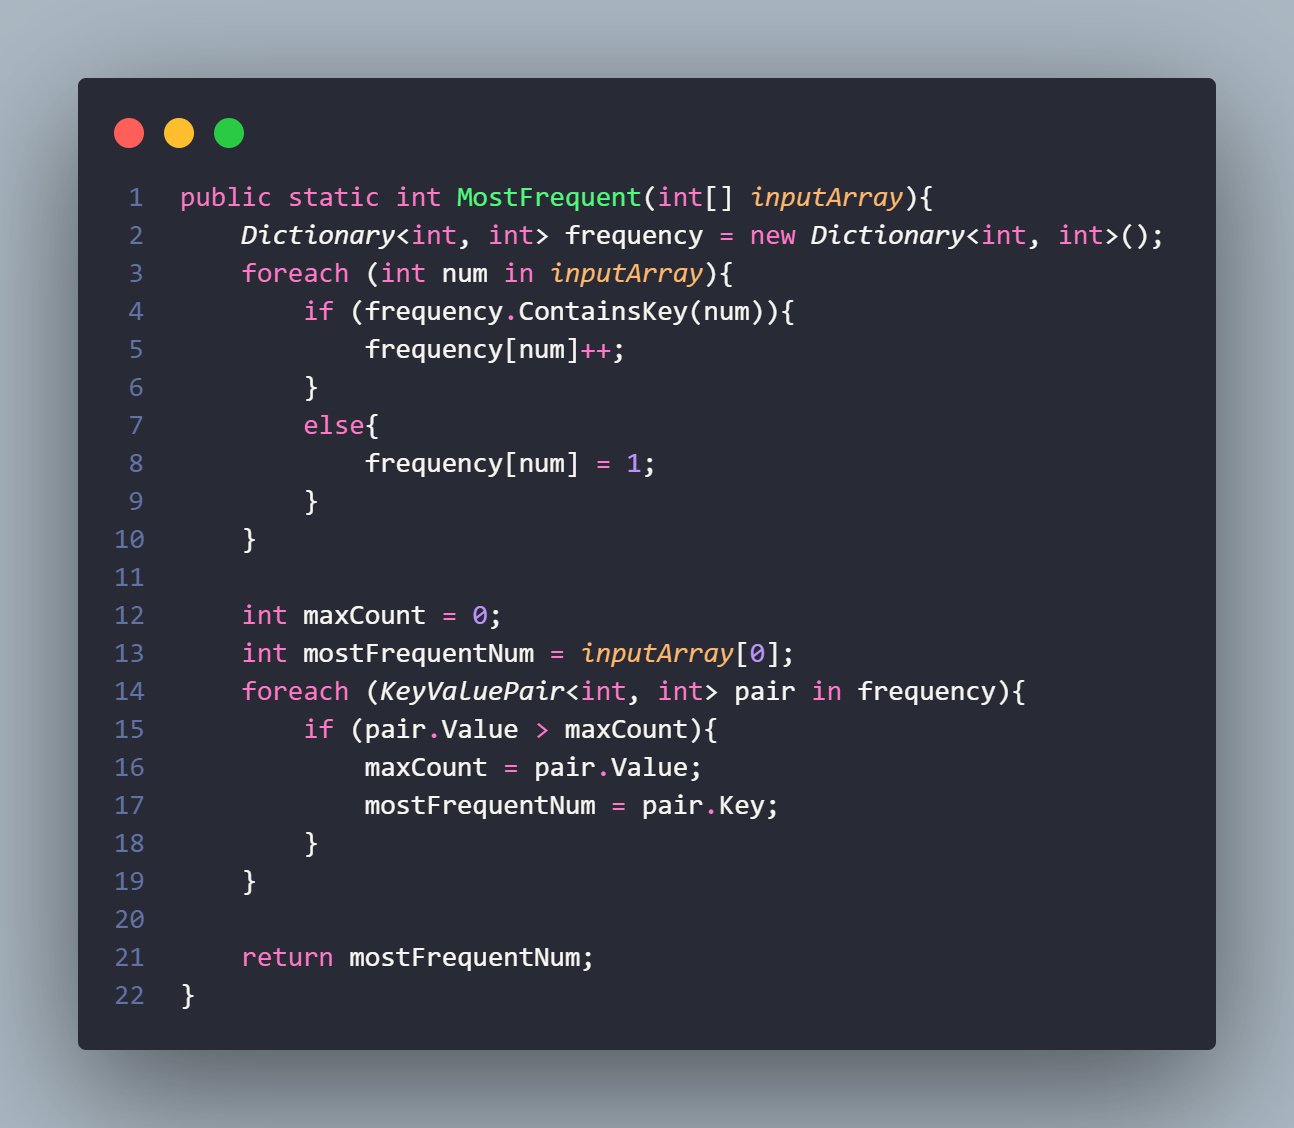 1 public static int MostFrequent(int[] inputArray){
2     Dictionary<int, int> frequency = new Dictionary<int, int>();
3     foreach (int num in inputArray){
4         if (frequency.ContainsKey(num)){
5             frequency[num]++;
6         }
7         else{
8             frequency[num] = 1;
9         }
10     }
11
12     int maxCount = 0;
13     int mostFrequentNum = inputArray[0];
14     foreach (KeyValuePair<int, int> pair in frequency){
15         if (pair.Value > maxCount){
16             maxCount = pair.Value;
17             mostFrequentNum = pair.Key;
18         }
19     }
20
21     return mostFrequentNum;
22 }